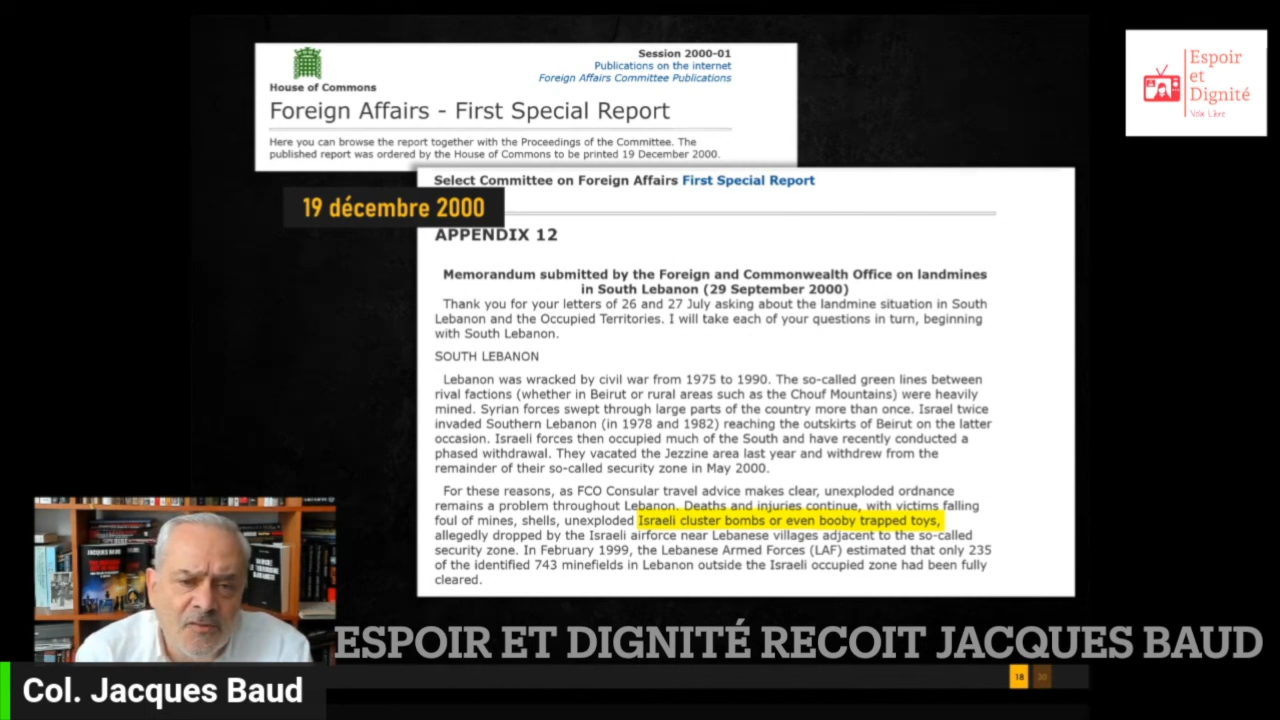 House of Commons
Session 2000-01
Publications on the internet
Foreign Affairs Committee Publications
Foreign Affairs - First Special Report
Here you can browse the report together with the Proceedings of the Committee. The
published report was ordered by the House of Commons to be printed 19 December 2000.
Espoir
et
Dignité
Voix Libre
Select Committee on Foreign Affairs First Special Report
19 décembre 2000
APPENDIX 12
Memorandum submitted by the Foreign and Commonwealth Office on landmines
in South Lebanon (29 September 2000)
Thank you for your letters of 26 and 27 July asking about the landmine situation in South
Lebanon and the Occupied Territories. I will take each of your questions in turn, beginning
with South Lebanon.
SOUTH LEBANON
Lebanon was wracked by civil war from 1975 to 1990. The so-called green lines between
rival factions (whether in Beirut or rural areas such as the Chouf Mountains) were heavily
mined. Syrian forces swept through large parts of the country more than once. Israel twice
invaded Southern Lebanon (in 1978 and 1982) reaching the outskirts of Beirut on the latter
occasion. Israeli forces then occupied much of the South and have recently conducted a
phased withdrawal. They vacated the Jezzine area last year and withdrew from the
remainder of their so-called security zone in May 2000.
For these reasons, as FCO Consular travel advice makes clear, unexploded ordnance
remains a problem throughout Lebanon. Deaths and injuries continue, with victims falling
foul of mines, shells, unexploded Israeli cluster bombs or even booby trapped toys,
allegedly dropped by the Israeli airforce near Lebanese villages adjacent to the so-called
security zone. In February 1999, the Lebanese Armed Forces (LAF) estimated that only 235
of the identified 743 minefields in Lebanon outside the Israeli occupied zone had been fully
cleared.
JACQUES BAUD
ESPOIR ET DIGNITÉ RECOIT JACQUES BAUD
18 30
Col. Jacques Baud